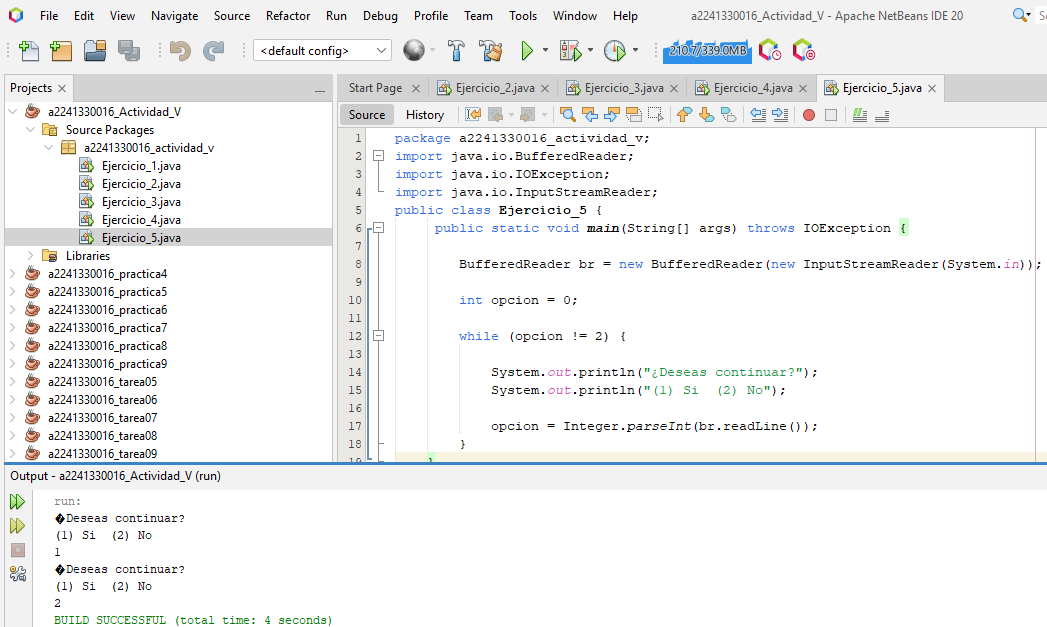 File Edit View Navigate Source Refactor Run Debug Profile Team Tools Window Help a2241330016_Actividad_V - Apache NetBeans IDE 20
<default config> 210.7/339.0MB
Projects
a2241330016_Actividad_V
Source Packages
a2241330016_actividad_v
Ejercicio_1.java
Ejercicio_2.java
Ejercicio_3.java
Ejercicio_4.java
Ejercicio_5.java
Libraries
a2241330016_practica4
a2241330016_practica5
a2241330016_practica6
a2241330016_practica7
a2241330016_practica8
a2241330016_practica9
a2241330016_tarea05
a2241330016_tarea06
a2241330016_tarea07
a2241330016_tarea08
a2241330016_tarea09
Start Page Ejercicio_2.java Ejercicio_3.java Ejercicio_4.java Ejercicio_5.java
Source History
1 package a2241330016_actividad_v;
2 import java.io.BufferedReader;
3 import java.io.IOException;
4 import java.io.InputStreamReader;
5 public class Ejercicio_5 {
6 public static void main(String[] args) throws IOException {
7
8 BufferedReader br = new BufferedReader(new InputStreamReader(System.in));
9
10 int opcion = 0;
11
12 while (opcion != 2) {
13
14 System.out.println("¿Deseas continuar?");
15 System.out.println("(1) Si  (2) No");
16
17 opcion = Integer.parseInt(br.readLine());
18 }
19 }
Output - a2241330016_Actividad_V (run)
run:
�Deseas continuar?
(1) Si  (2) No
1
�Deseas continuar?
(1) Si  (2) No
2
BUILD SUCCESSFUL (total time: 4 seconds)